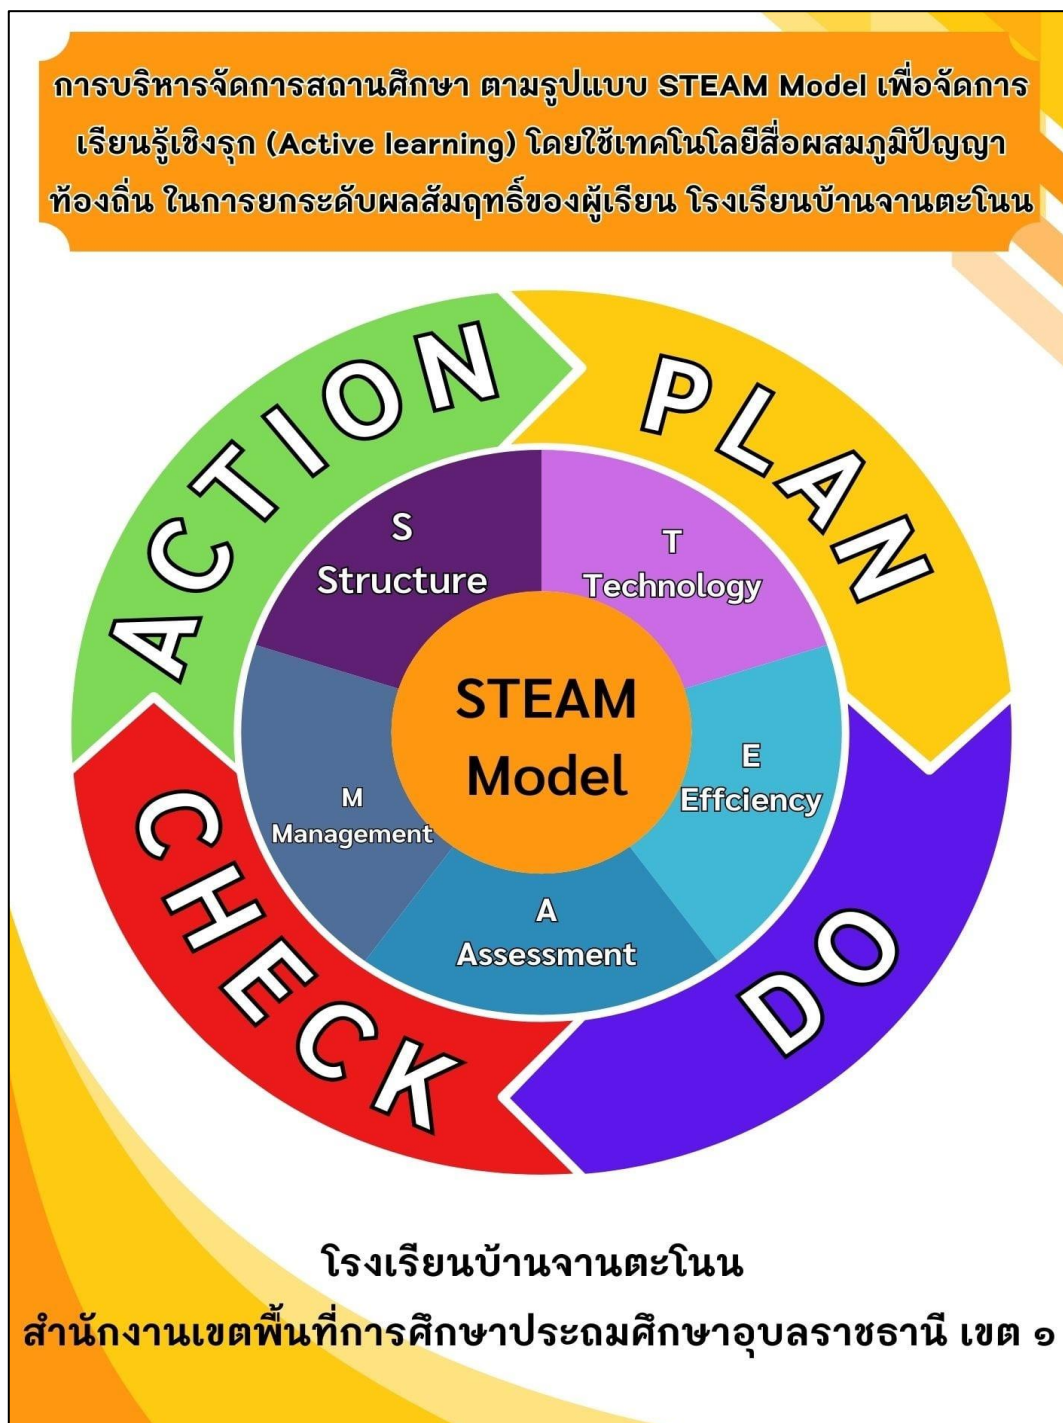 การบริหารจัดการสถานศึกษา ตามรูปแบบ STEAM Model เพื่อจัดการ
เรียนรู้เชิงรุก (Active learning) โดยใช้เทคโนโลยีสื่อผสมภูมิปัญญา
ท้องถิ่น ในการยกระดับผลสัมฤทธิ์ของผู้เรียน โรงเรียนบ้านจานตะโนน
ACTION
PLAN
S
Structure
T
Technology
STEAM
Model
E
Effciency
M
Management
A
Assessment
CHECK
DO
โรงเรียนบ้านจานตะโนน
สำนักงานเขตพื้นที่การศึกษาประถมศึกษาอุบลราชธานี เขต ๑